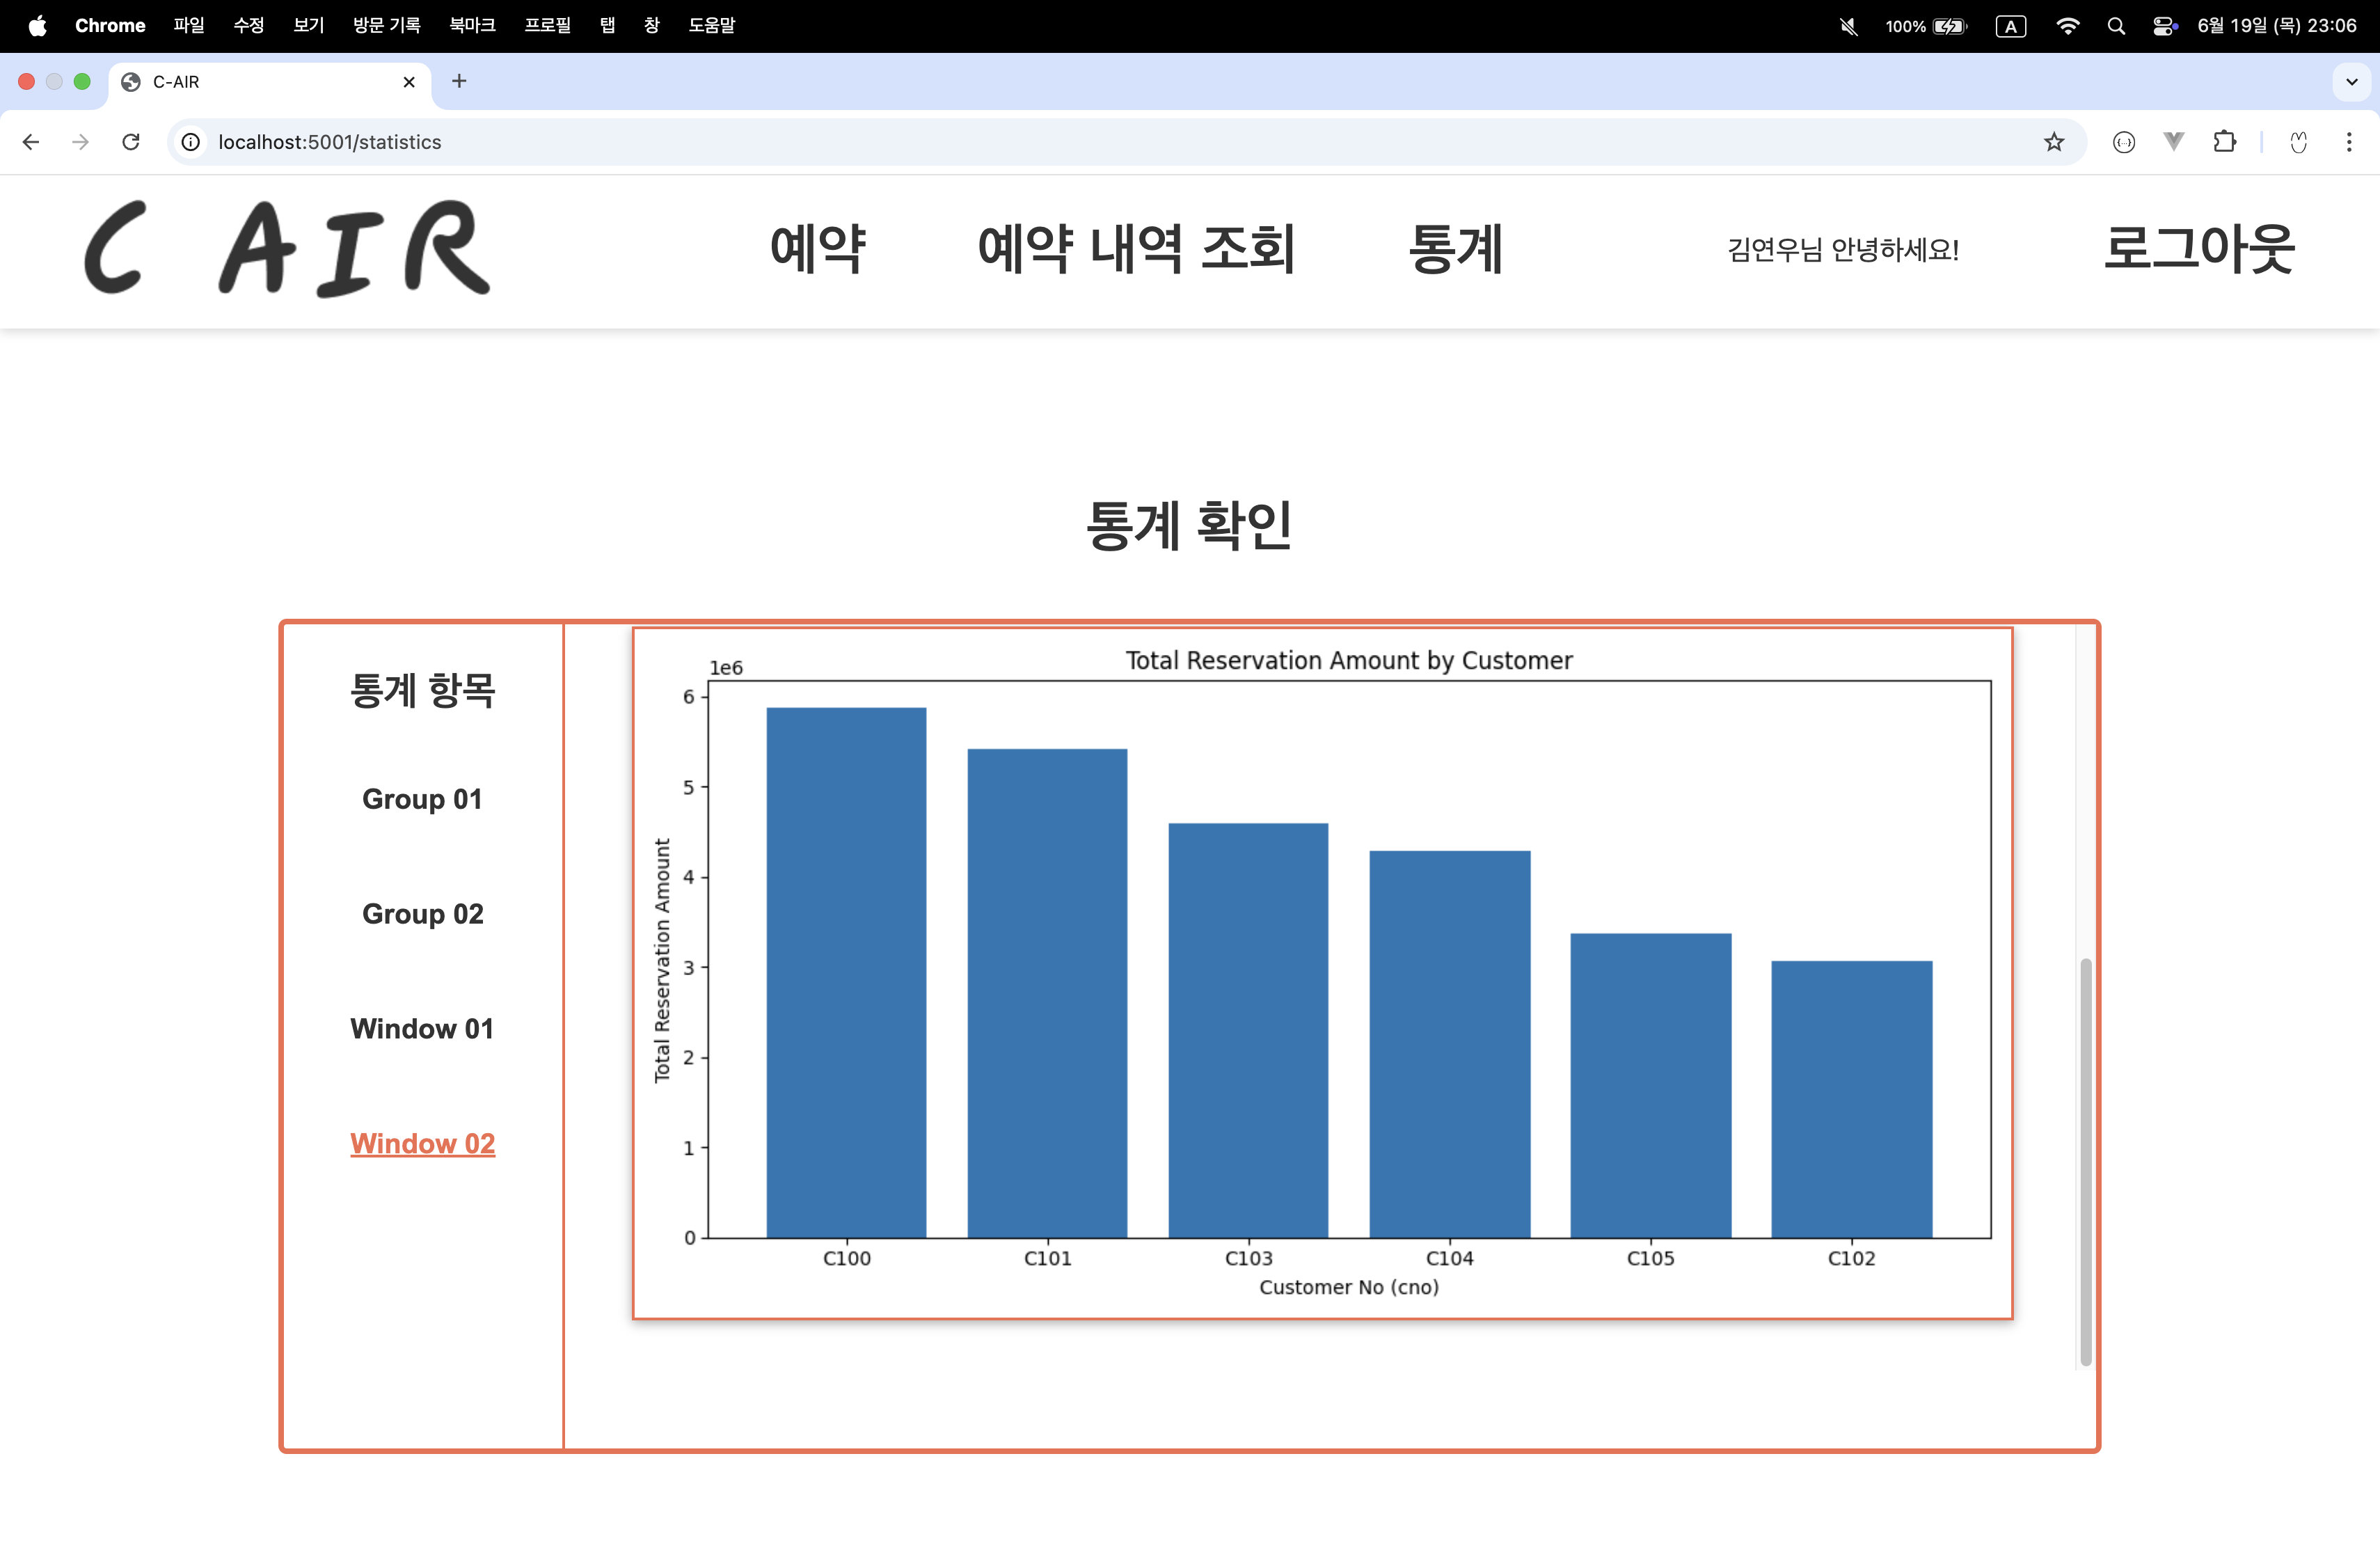 Chrome 파일 수정 보기 방문 기록 북마크 프로필 탭 창 도움말 100% A 6월 19일 (목) 23:06
C-AIR
localhost:5001/statistics
C AIR 예약 예약 내역 조회 통계 김연우님 안녕하세요! 로그아웃
통계 확인
통계 항목
Group 01
Group 02
Window 01
Window 02
Total Reservation Amount by Customer
1e6
6
5
4
3
2
1
0
Total Reservation Amount
C100 C101 C103 C104 C105 C102
Customer No (cno)